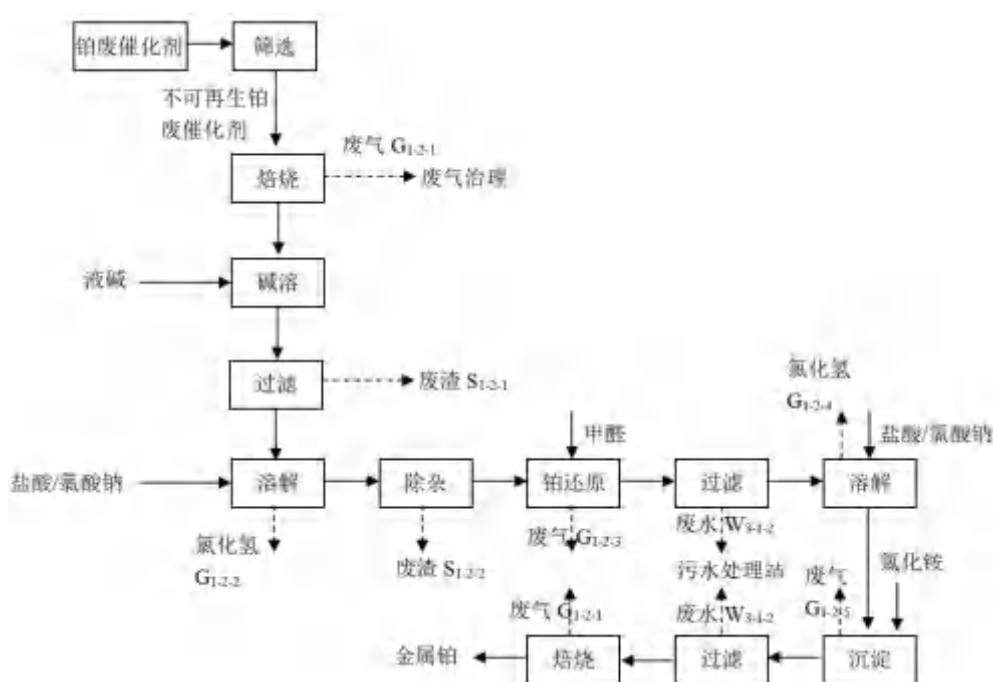 铂废催化剂
筛选
不可再生铂
废催化剂
废气 G1-2-1
焙烧
废气治理
液碱
碱溶
过滤
废渣 S1-2-1
氯化氢
G1-2-4
甲醛
盐酸/氯酸钠
盐酸/氯酸钠
溶解
除杂
铂还原
过滤
溶解
氯化氢
G1-2-2
废渣 S1-2-2
废气 G1-2-3
废水 W3-1-2
污水处理站
废气
G1-2-5
氯化铵
废气 G1-2-1
废水 W3-1-2
金属铂
焙烧
过滤
沉淀